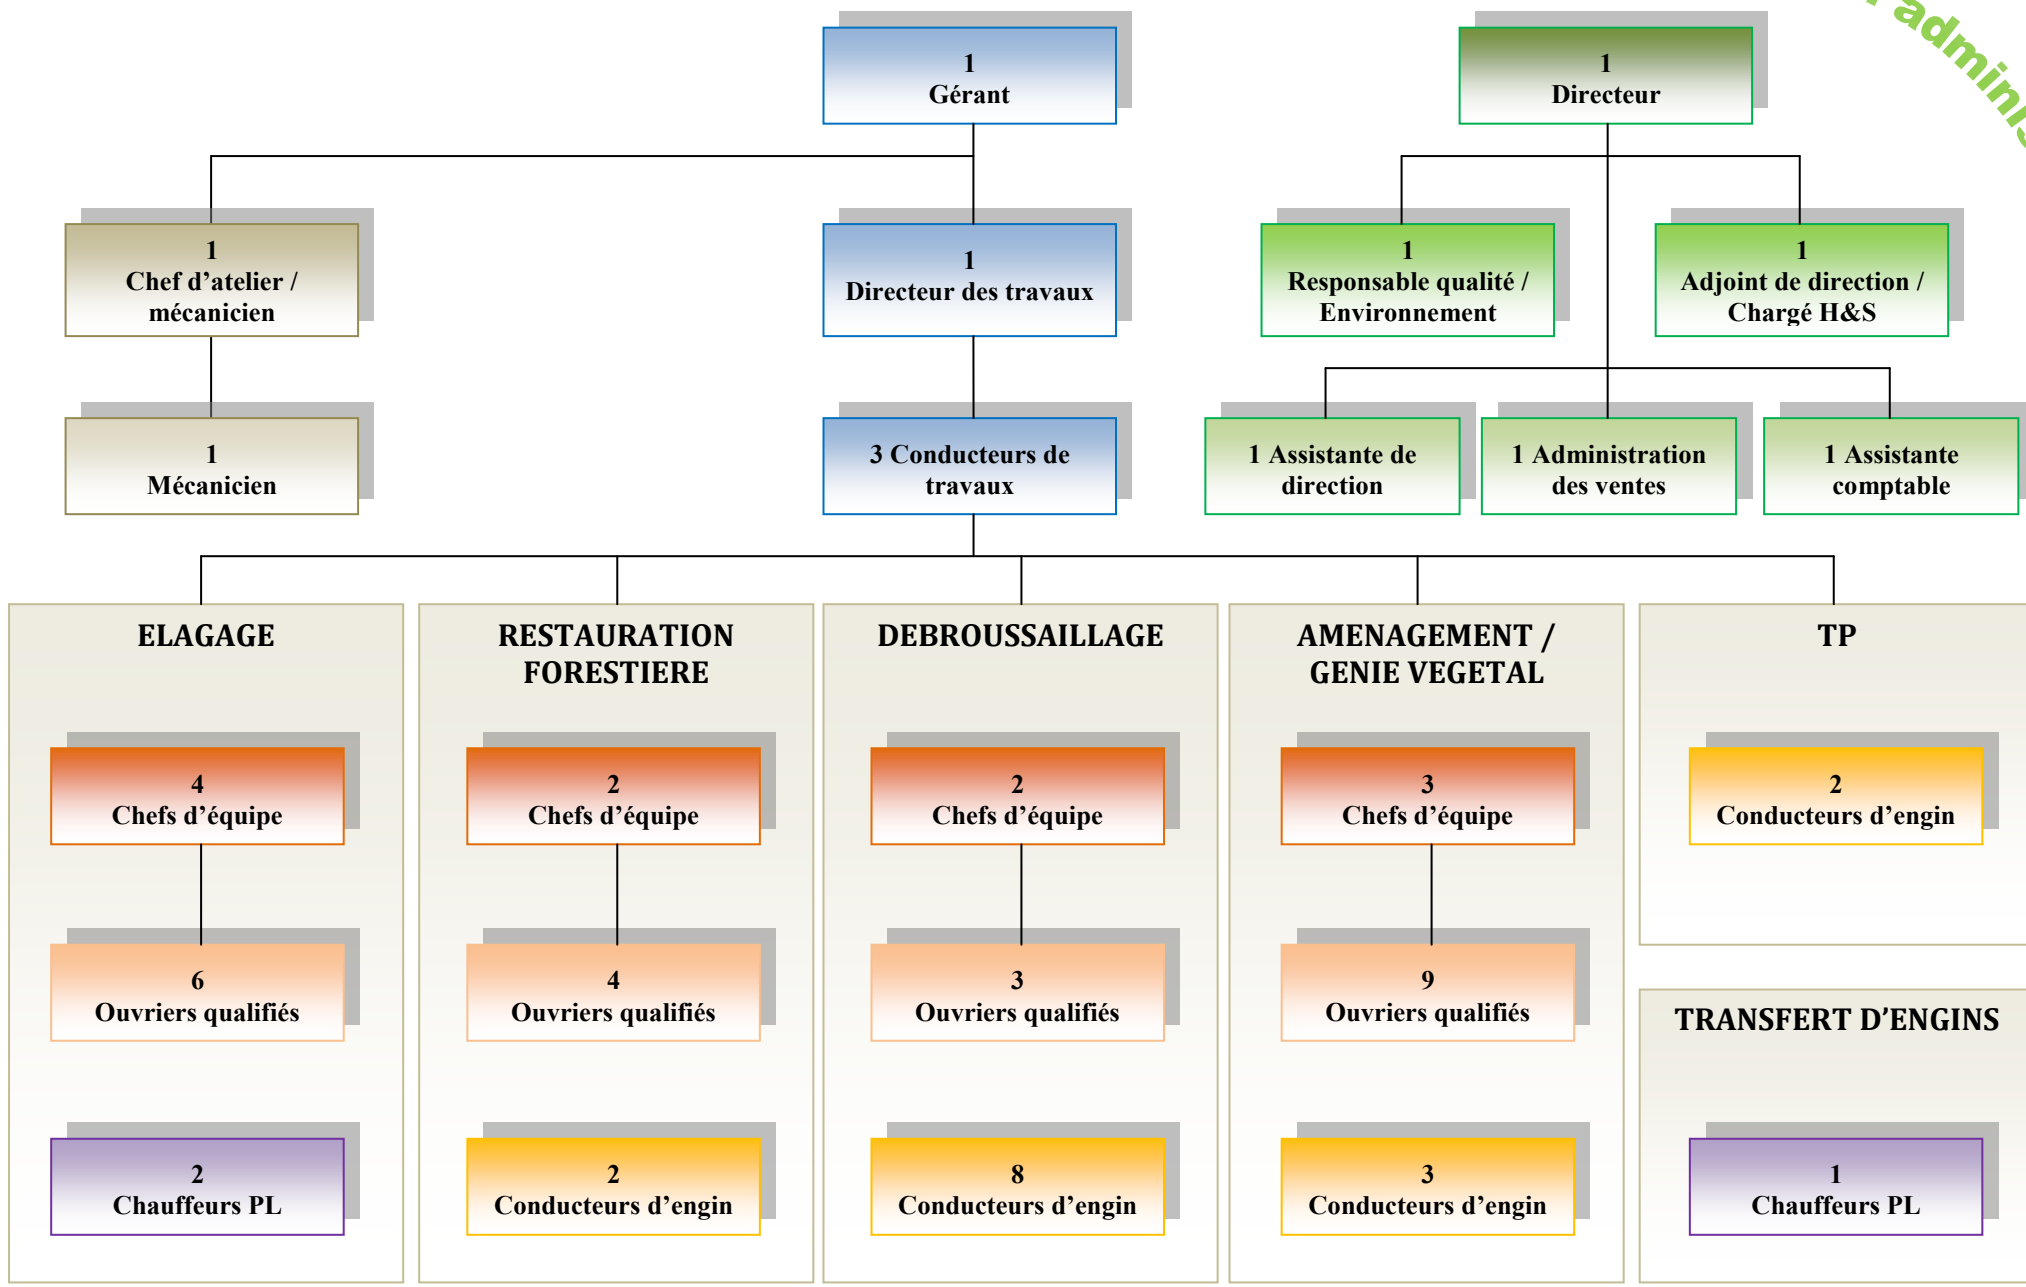 1
Gérant
1
Directeur
1
Chef d’atelier /
mécanicien
1
Directeur des travaux
1
Responsable qualité /
Environnement
1
Adjoint de direction /
Chargé H&S
1
Mécanicien
3 Conducteurs de
travaux
1 Assistante de
direction
1 Administration
des ventes
1 Assistante
comptable
ELAGAGE
4
Chefs d’équipe
6
Ouvriers qualifiés
2
Chauffeurs PL
RESTAURATION
FORESTIERE
2
Chefs d’équipe
4
Ouvriers qualifiés
2
Conducteurs d’engin
DEBROUSSAILLAGE
2
Chefs d’équipe
3
Ouvriers qualifiés
8
Conducteurs d’engin
AMENAGEMENT /
GENIE VEGETAL
3
Chefs d’équipe
9
Ouvriers qualifiés
3
Conducteurs d’engin
TP
2
Conducteurs d’engin
TRANSFERT D’ENGINS
1
Chauffeurs PL